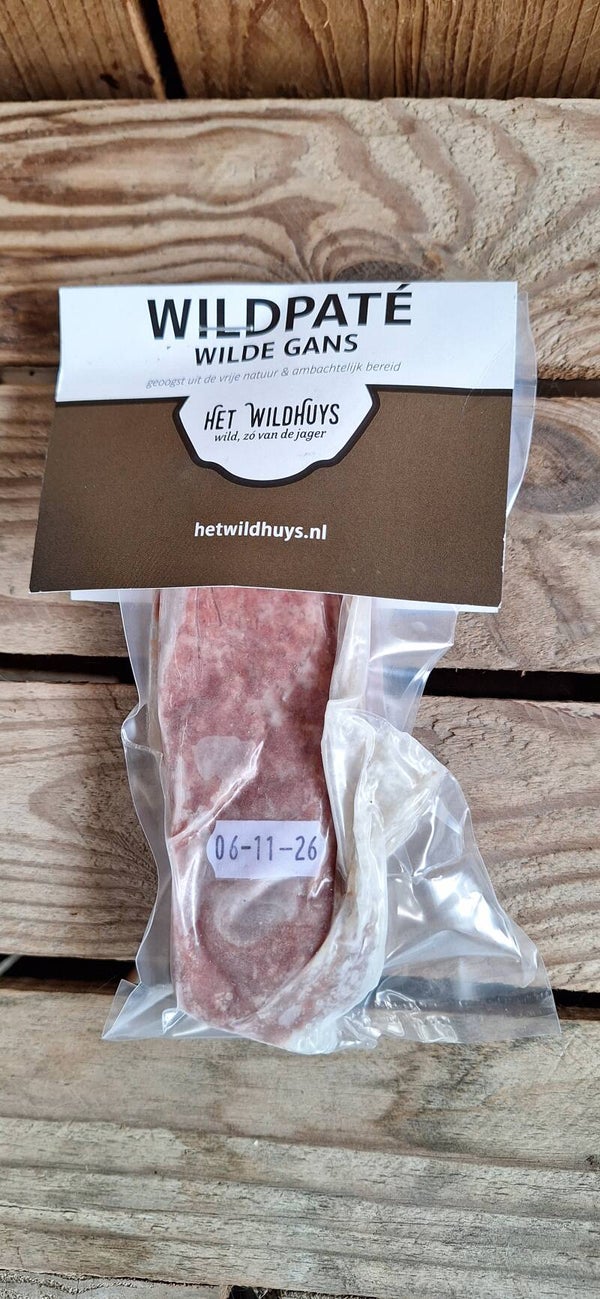 WILDPATÉ
WILDE GANS
geoogst uit de vrije natuur & ambachtelijk bereid
HET WILDHUYS
wild, zó van de jager
hetwildhuys.nl
06-11-26